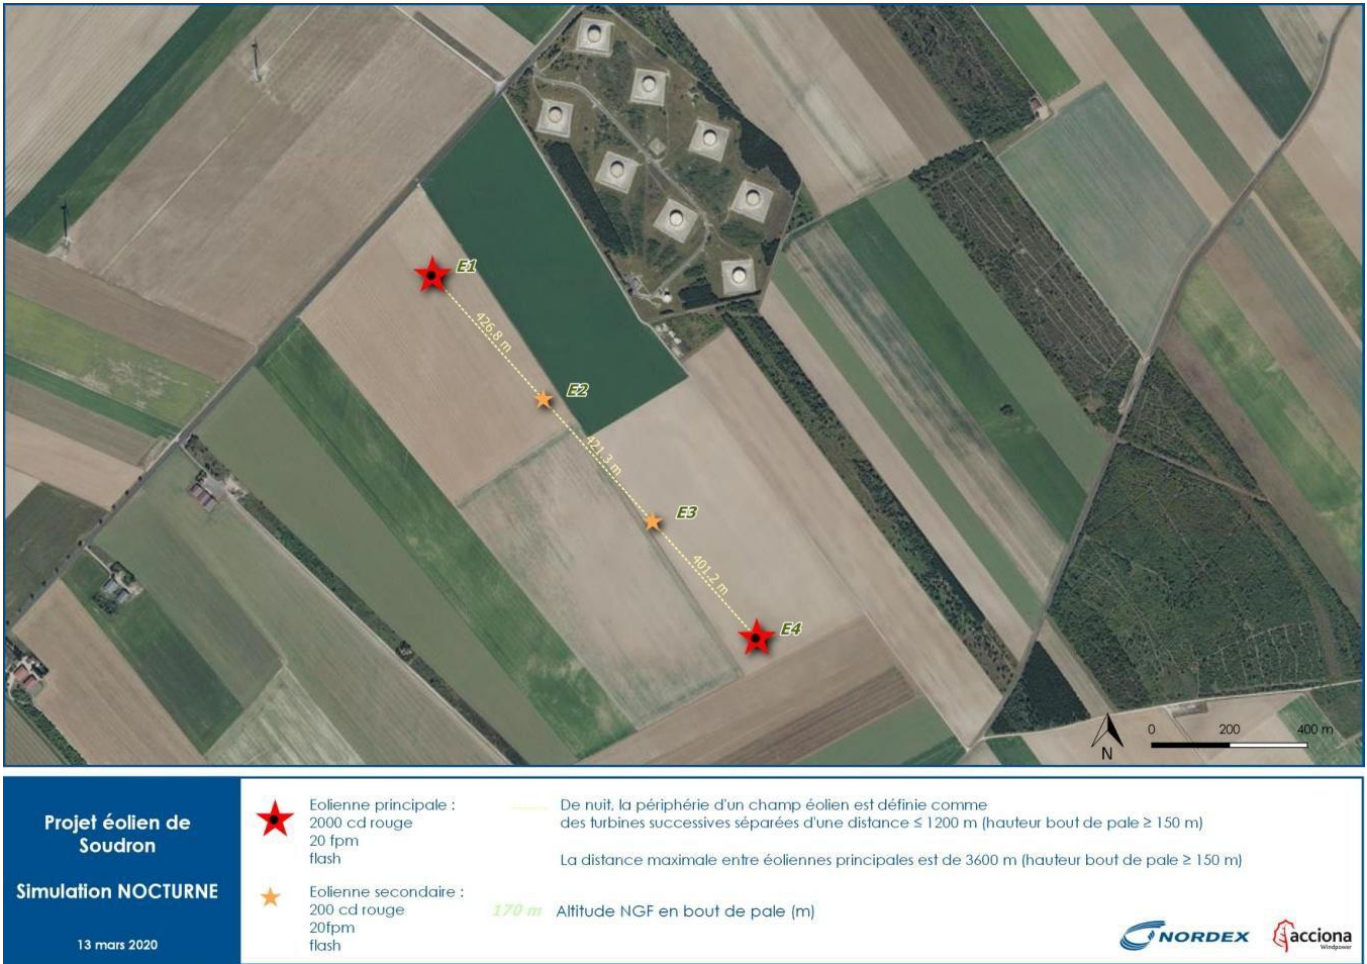 E1
426.8 m
E2
421.3 m
E3
401.2 m
E4
N
0 200 400 m
Projet éolien de
Soudron
Simulation NOCTURNE
13 mars 2020
Eolienne principale :
2000 cd rouge
20 fpm
flash
Eolienne secondaire :
200 cd rouge
20fpm
flash
De nuit, la périphérie d'un champ éolien est définie comme
des turbines successives séparées d'une distance ≤ 1200 m (hauteur bout de pale ≥ 150 m)
La distance maximale entre éoliennes principales est de 3600 m (hauteur bout de pale ≥ 150 m)
170 m Altitude NGF en bout de pale (m)
NORDEX
acciona
Windpower